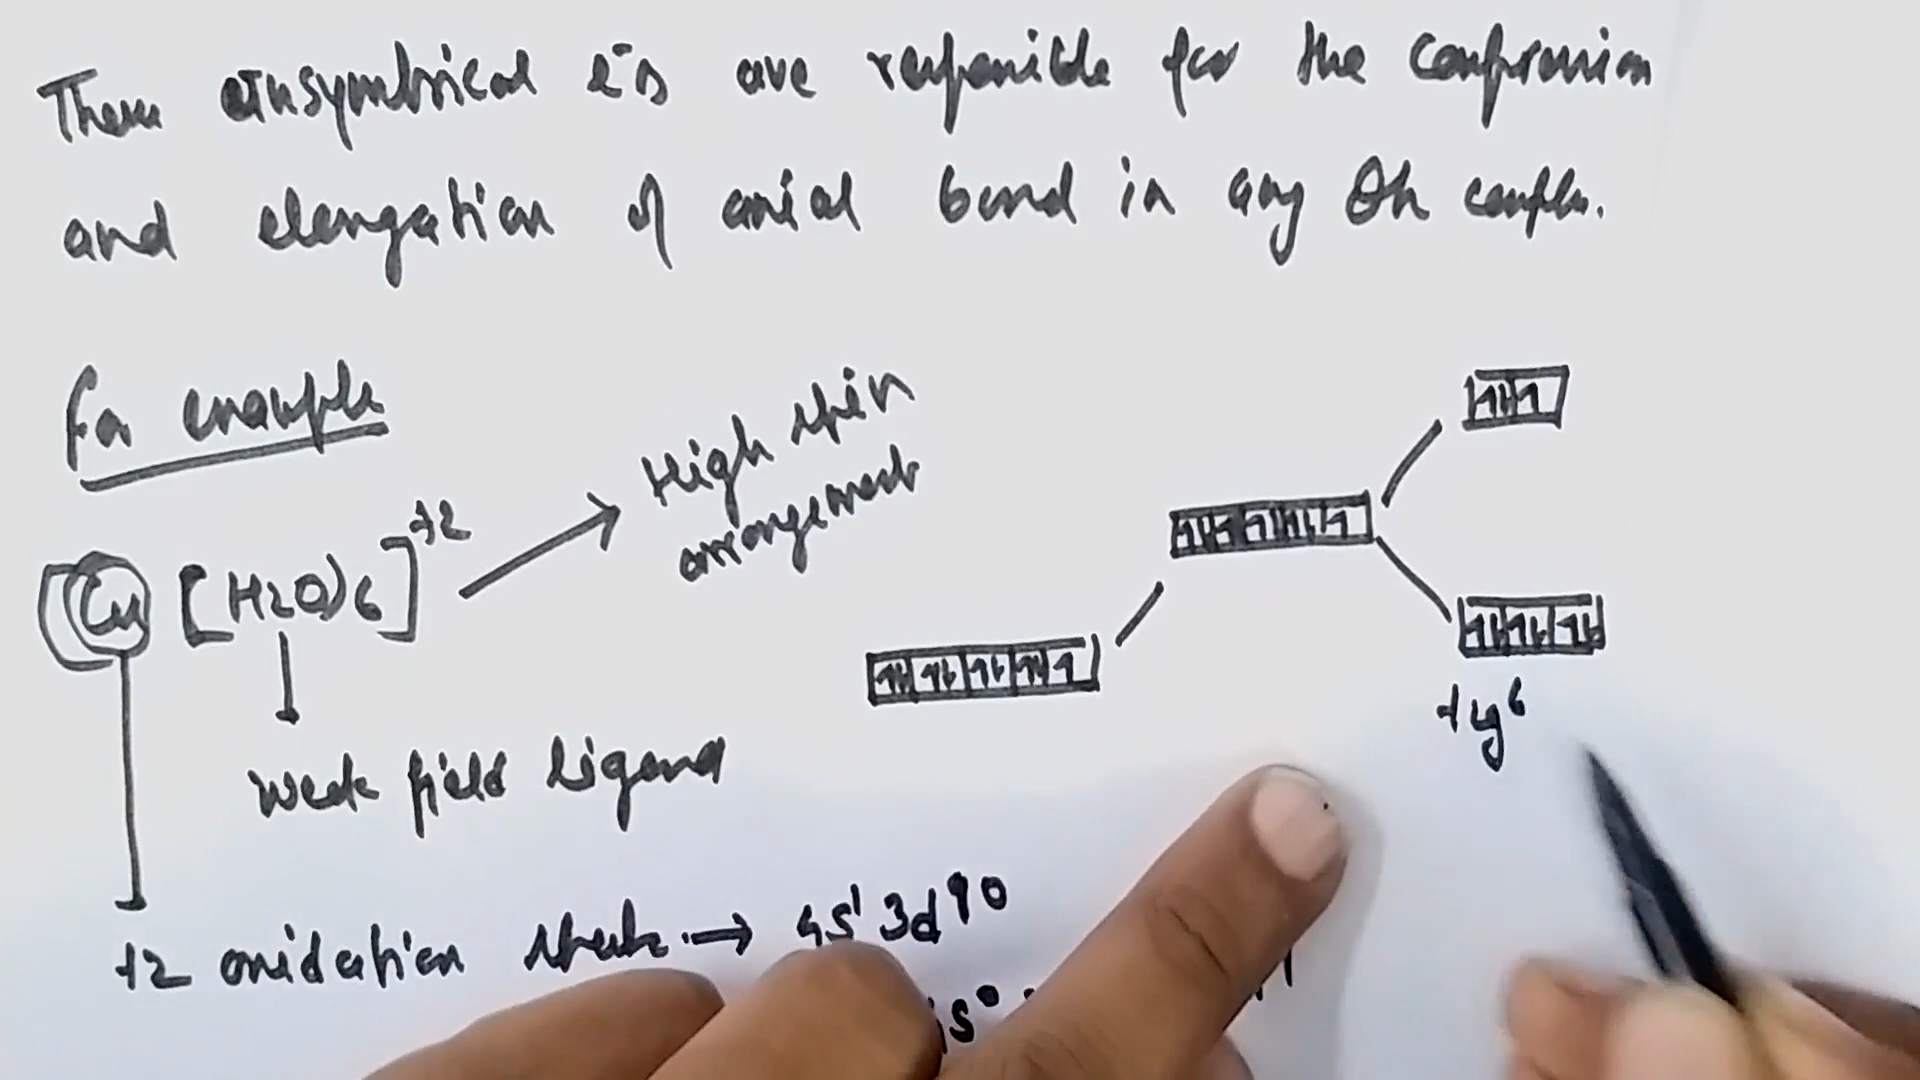 These unsymmetrical e⁻s are responsible for the compression
and elongation of axial bond in any Oh complex.
For example
High spin
arrangement
Cu [H2O)6]+2
t2g6
weak field ligand
+2 oxidation state → 4s1 3d10
4s0